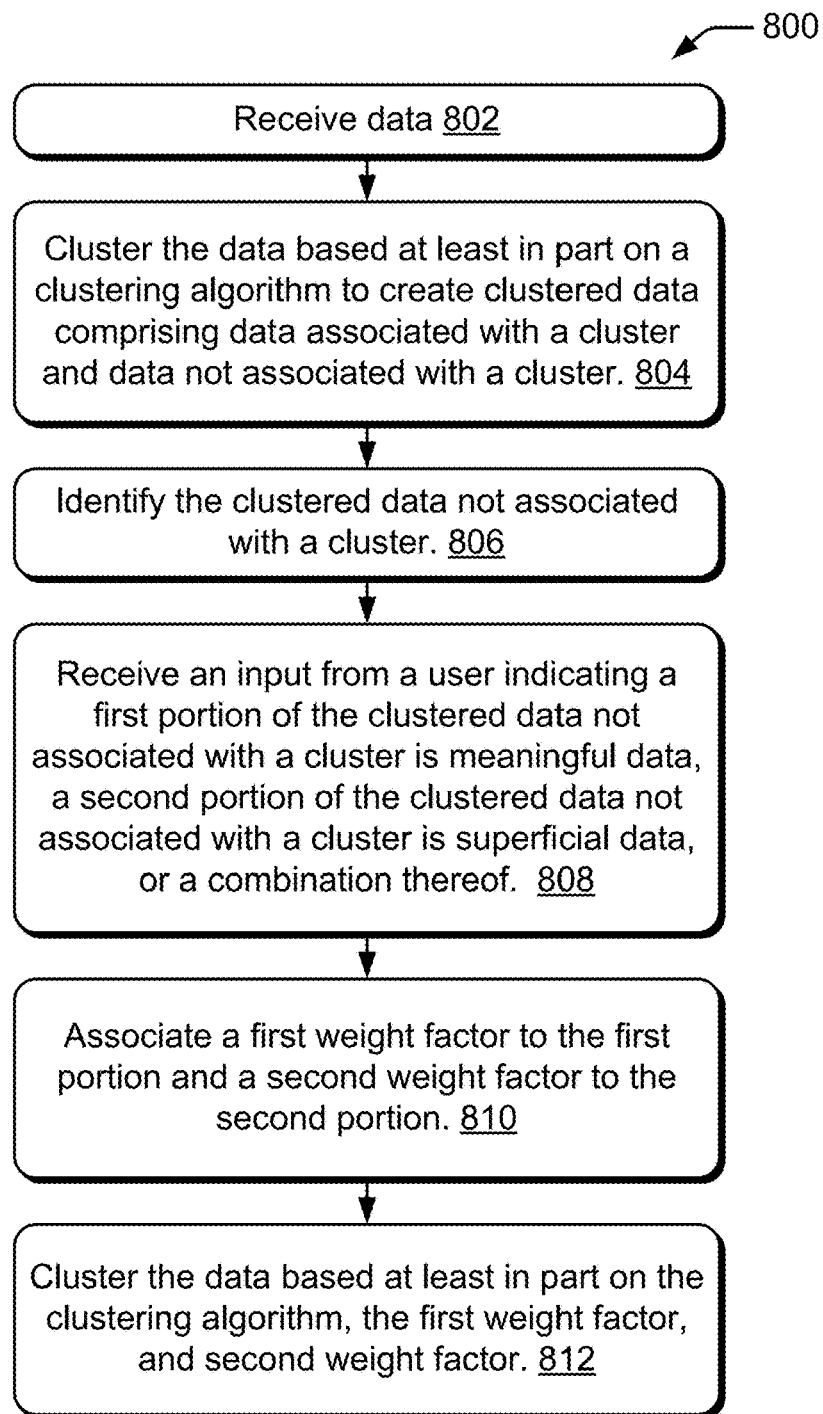 800
Receive data 802
Cluster the data based at least in part on a
clustering algorithm to create clustered data
comprising data associated with a cluster
and data not associated with a cluster. 804
Identify the clustered data not associated
with a cluster. 806
Receive an input from a user indicating a
first portion of the clustered data not
associated with a cluster is meaningful data,
a second portion of the clustered data not
associated with a cluster is superficial data,
or a combination thereof. 808
Associate a first weight factor to the first
portion and a second weight factor to the
second portion. 810
Cluster the data based at least in part on the
clustering algorithm, the first weight factor,
and second weight factor. 812